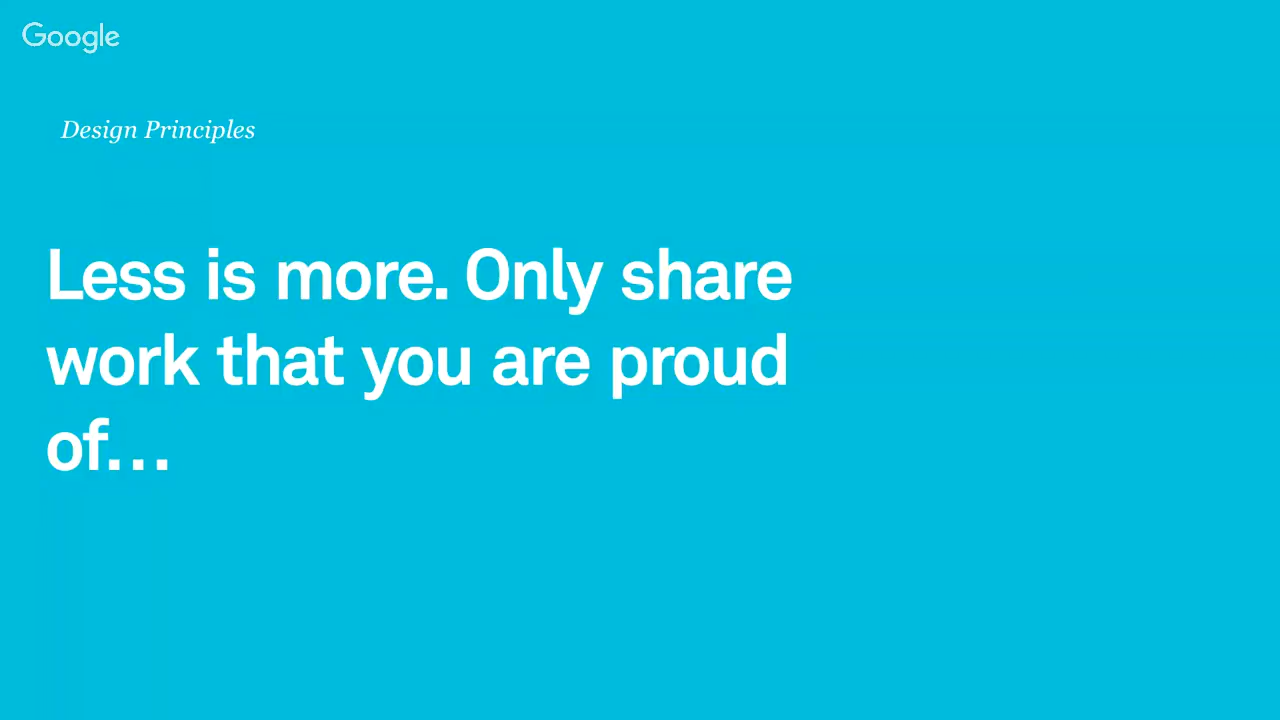 Google
Design Principles
Less is more. Only share
work that you are proud
of...